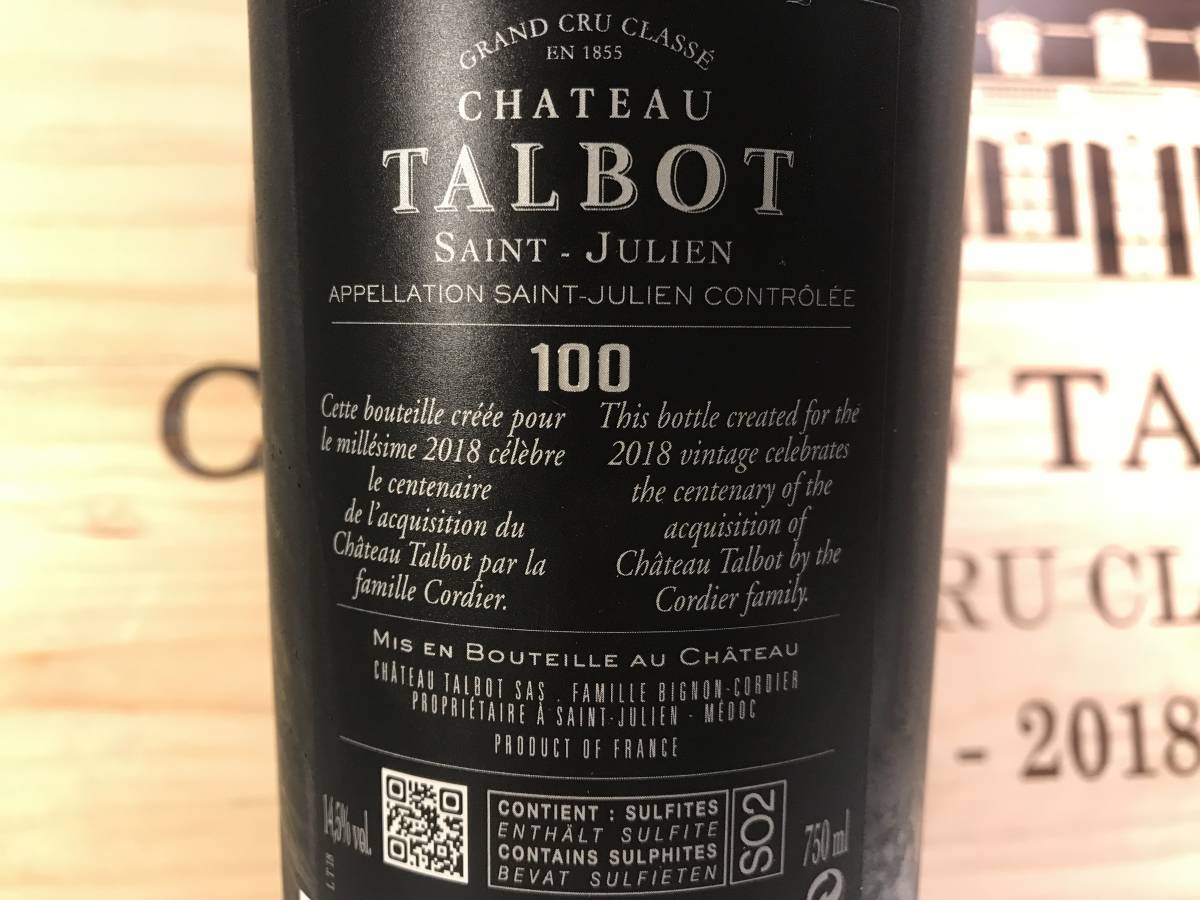 GRAND CRU CLASSÉ
EN 1855
CHATEAU
TALBOT
SAINT - JULIEN
APPELLATION SAINT-JULIEN CONTRÔLÉE
100
Cette bouteille créée pour
le millésime 2018 célèbre
le centenaire
de l'acquisition du
Château Talbot par la
famille Cordier.
This bottle created for the
2018 vintage celebrates
the centenary of the
acquisition of
Château Talbot by the
Cordier family.
MIS EN BOUTEILLE AU CHÂTEAU
CHÂTEAU TALBOT SAS . FAMILLE BIGNON-CORDIER
PROPRIÉTAIRE À SAINT-JULIEN - MÉDOC
PRODUCT OF FRANCE
14,5% vol.
CONTIENT : SULFITES
ENTHÄLT SULFITE
CONTAINS SULPHITES
BEVAT SULFIETEN
SO2
750 ml
C
TA
RU CL
- 2018